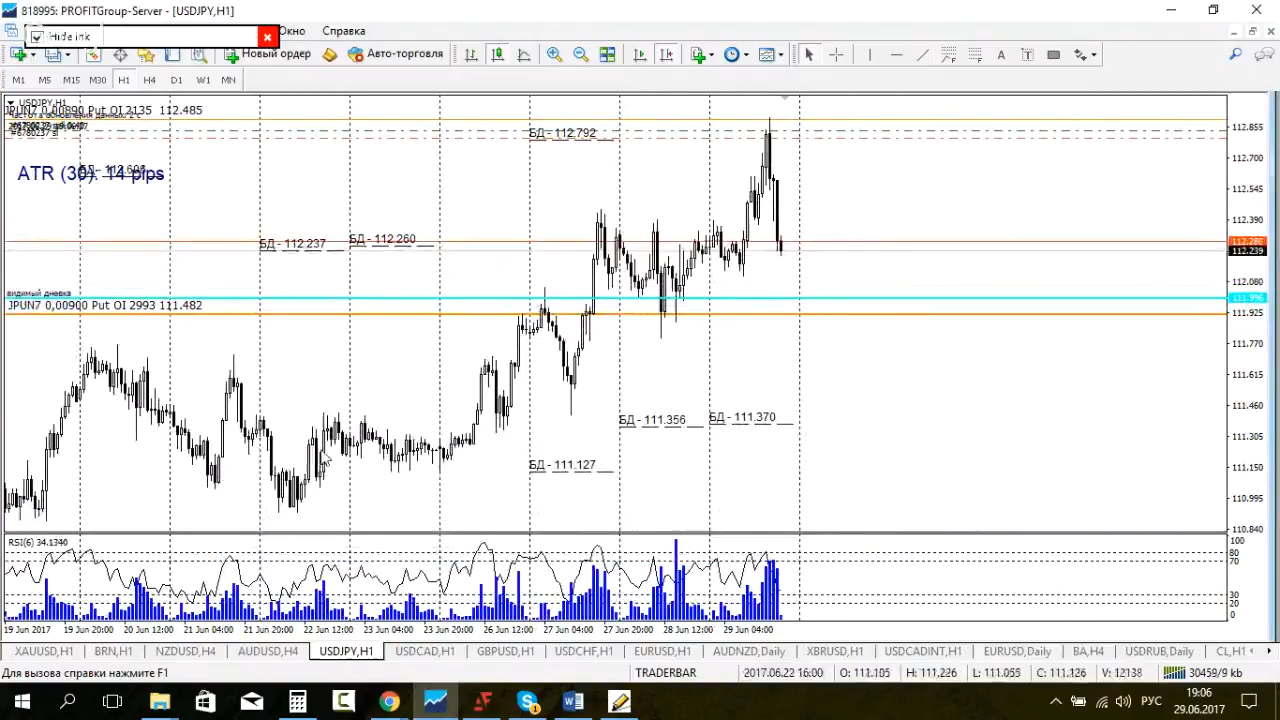 818995: PROFITGroup-Server - [USDJPY,H1]
Hide ink
Окно Справка
Новый ордер Авто-торговля
M1 M5 M15 M30 H1 H4 D1 W1 MN
USDJPY,H1
JPUN7 0,00890 Put OI 2135 112.485
Частота обновления данных: 2 с
ATR (30): 14 pips
БД - 112.792
БД - 112.237
БД - 112.260
видимый дневка
JPUN7 0,00900 Put OI 2993 111.482
БД - 111.356
БД - 111.370
БД - 111.127
112.855
112.700
112.545
112.390
112.239
112.080
111.996
111.925
111.770
111.615
111.460
111.305
111.150
110.995
110.840
RSI(6) 34.1340
100
80
70
30
20
0
19 Jun 2017 19 Jun 20:00 20 Jun 12:00 21 Jun 04:00 21 Jun 20:00 22 Jun 12:00 23 Jun 04:00 23 Jun 20:00 26 Jun 12:00 27 Jun 04:00 27 Jun 20:00 28 Jun 12:00 29 Jun 04:00
XAUUSD,H1 BRN,H1 NZDUSD,H4 AUDUSD,H4 USDJPY,H1 USDCAD,H1 GBPUSD,H1 USDCHF,H1 EURUSD,H1 AUDNZD,Daily XBRUSD,H1 USDCADINT,H1 EURUSD,Daily BA,H4 USDRUB,Daily CL,H1
Для вызова справки нажмите F1 TRADERBAR 2017.06.22 16:00 O: 111.105 H: 111.226 L: 111.055 C: 111.126 V: 12138 30459/9 kb
РУС
19:06
29.06.2017